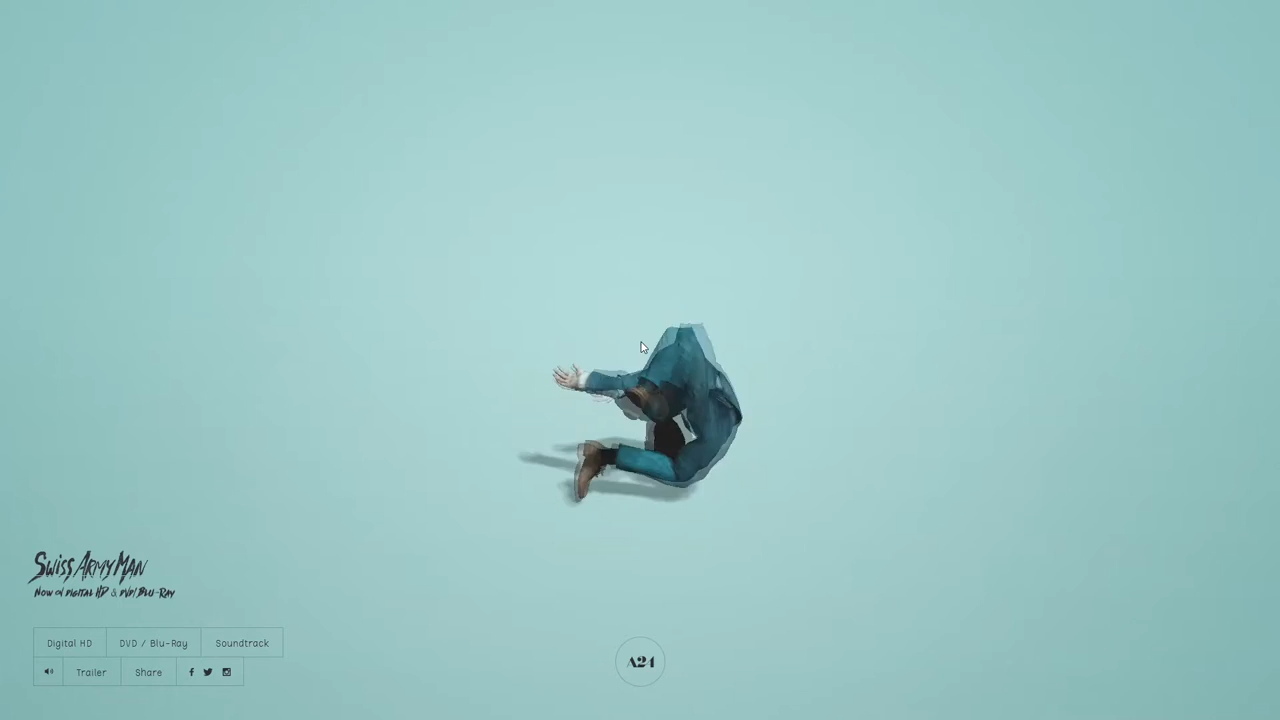 Swiss Army Man
Now on Digital HD & DVD/Blu-Ray
Digital HD
DVD / Blu-Ray
Soundtrack
Trailer
Share
A24